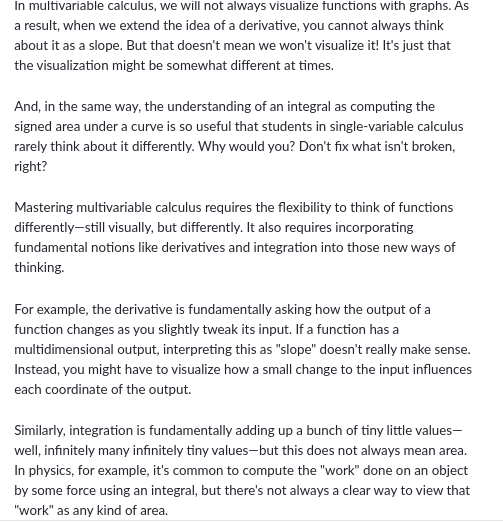 In multivariable calculus, we will not always visualize functions with graphs. As
a result, when we extend the idea of a derivative, you cannot always think
about it as a slope. But that doesn't mean we won't visualize it! It's just that
the visualization might be somewhat different at times.
And, in the same way, the understanding of an integral as computing the
signed area under a curve is so useful that students in single-variable calculus
rarely think about it differently. Why would you? Don't fix what isn't broken,
right?
Mastering multivariable calculus requires the flexibility to think of functions
differently—still visually, but differently. It also requires incorporating
fundamental notions like derivatives and integration into those new ways of
thinking.
For example, the derivative is fundamentally asking how the output of a
function changes as you slightly tweak its input. If a function has a
multidimensional output, interpreting this as "slope" doesn't really make sense.
Instead, you might have to visualize how a small change to the input influences
each coordinate of the output.
Similarly, integration is fundamentally adding up a bunch of tiny little values—
well, infinitely many infinitely tiny values—but this does not always mean area.
In physics, for example, it's common to compute the "work" done on an object
by some force using an integral, but there's not always a clear way to view that
"work" as any kind of area.